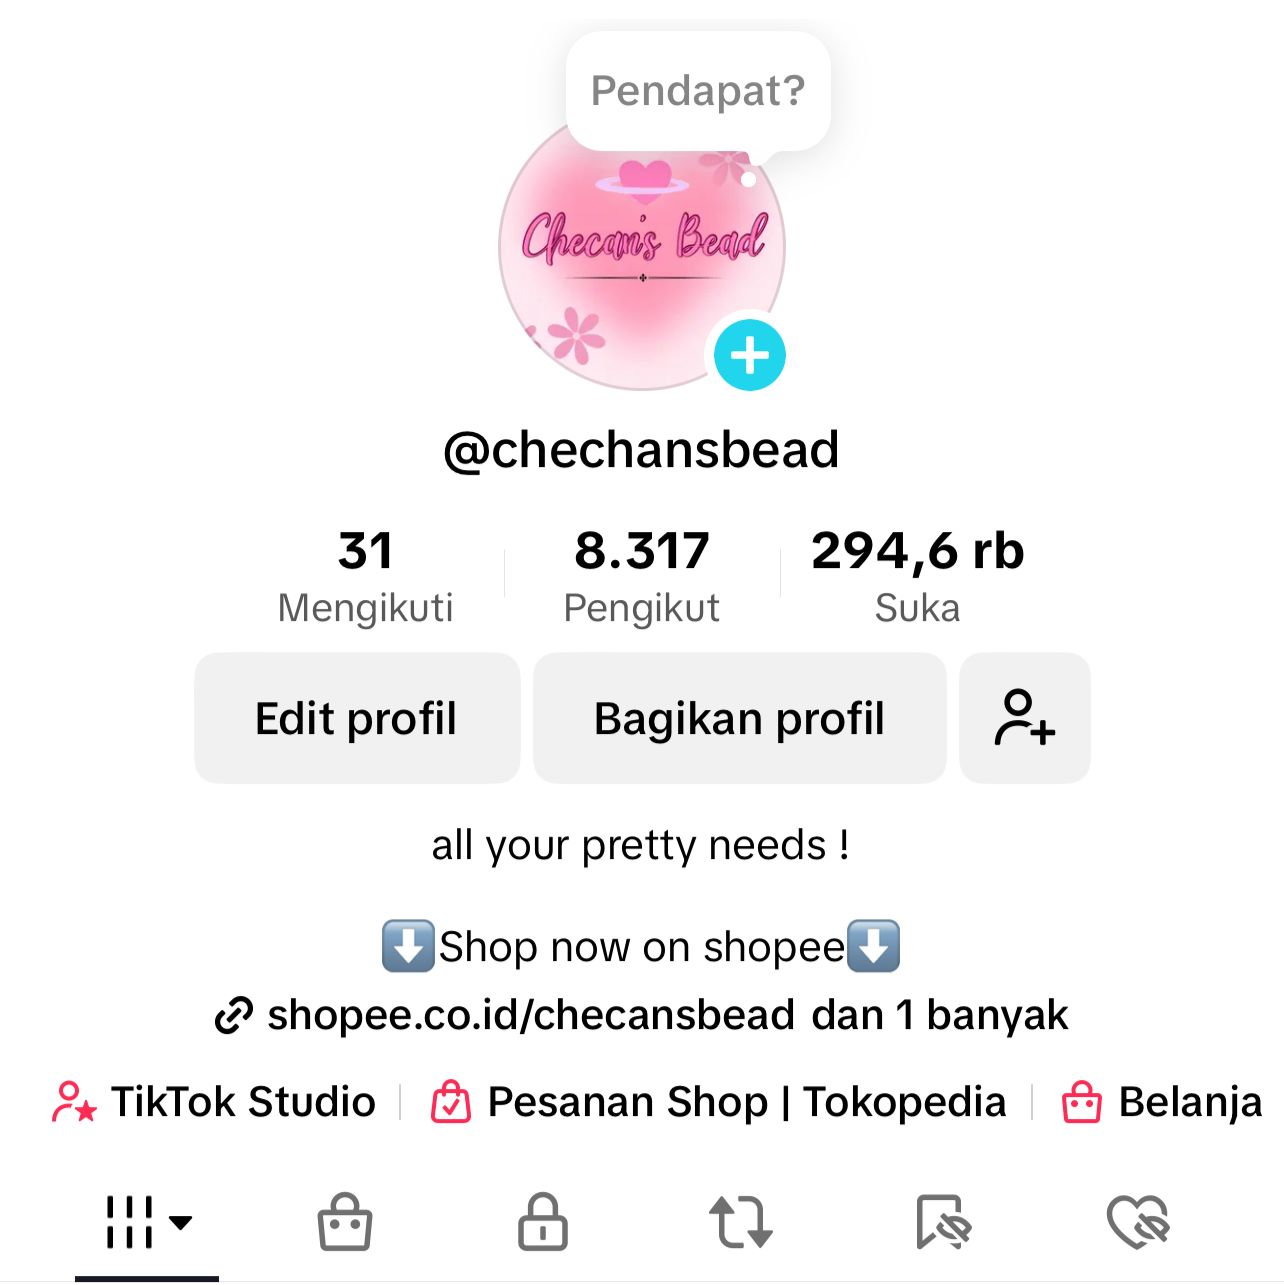 Pendapat?
Checan's Bead
@chechansbead
31 8.317 294,6 rb
Mengikuti Pengikut Suka
Edit profil Bagikan profil
all your pretty needs !
⬇️Shop now on shopee⬇️
shopee.co.id/checansbead dan 1 banyak
TikTok Studio Pesanan Shop | Tokopedia Belanja